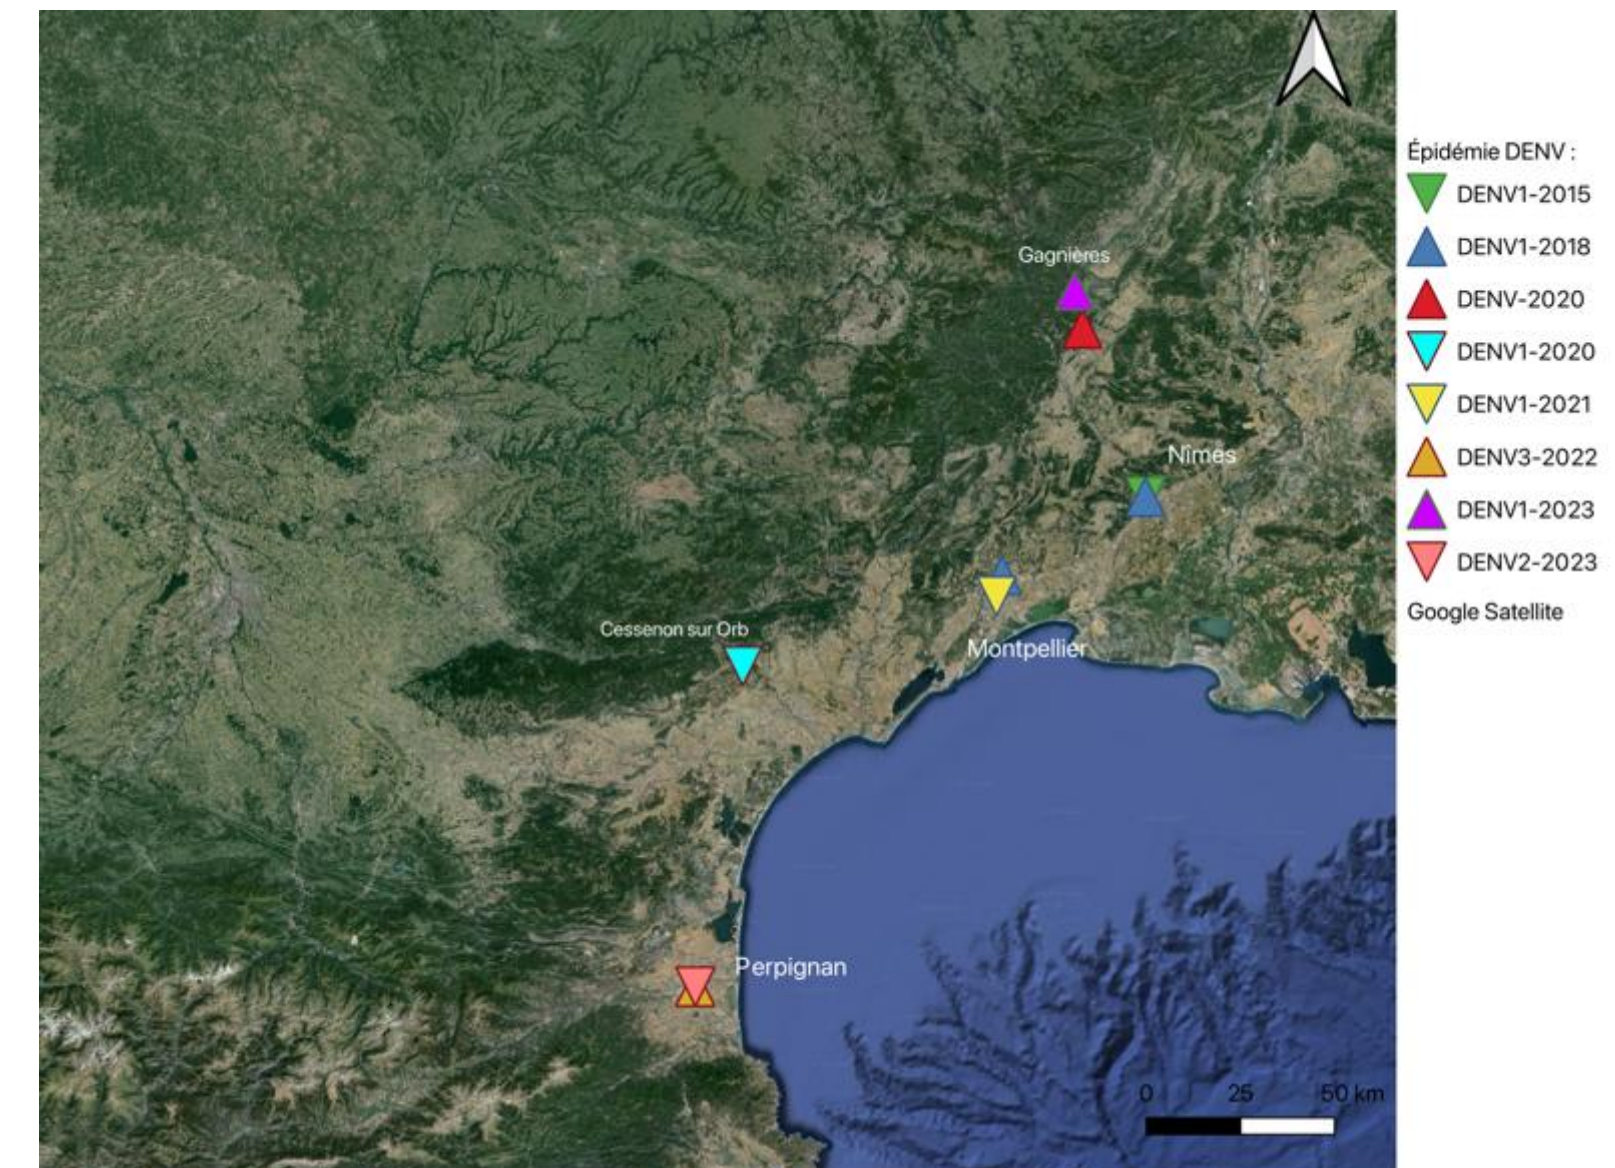 Épidémie DENV :
DENV1-2015
DENV1-2018
DENV-2020
DENV1-2020
DENV1-2021
DENV3-2022
DENV1-2023
DENV2-2023
Google Satellite
Gagnières
Nîmes
Cessenon sur Orb
Montpellier
Perpignan
0 25 50 km